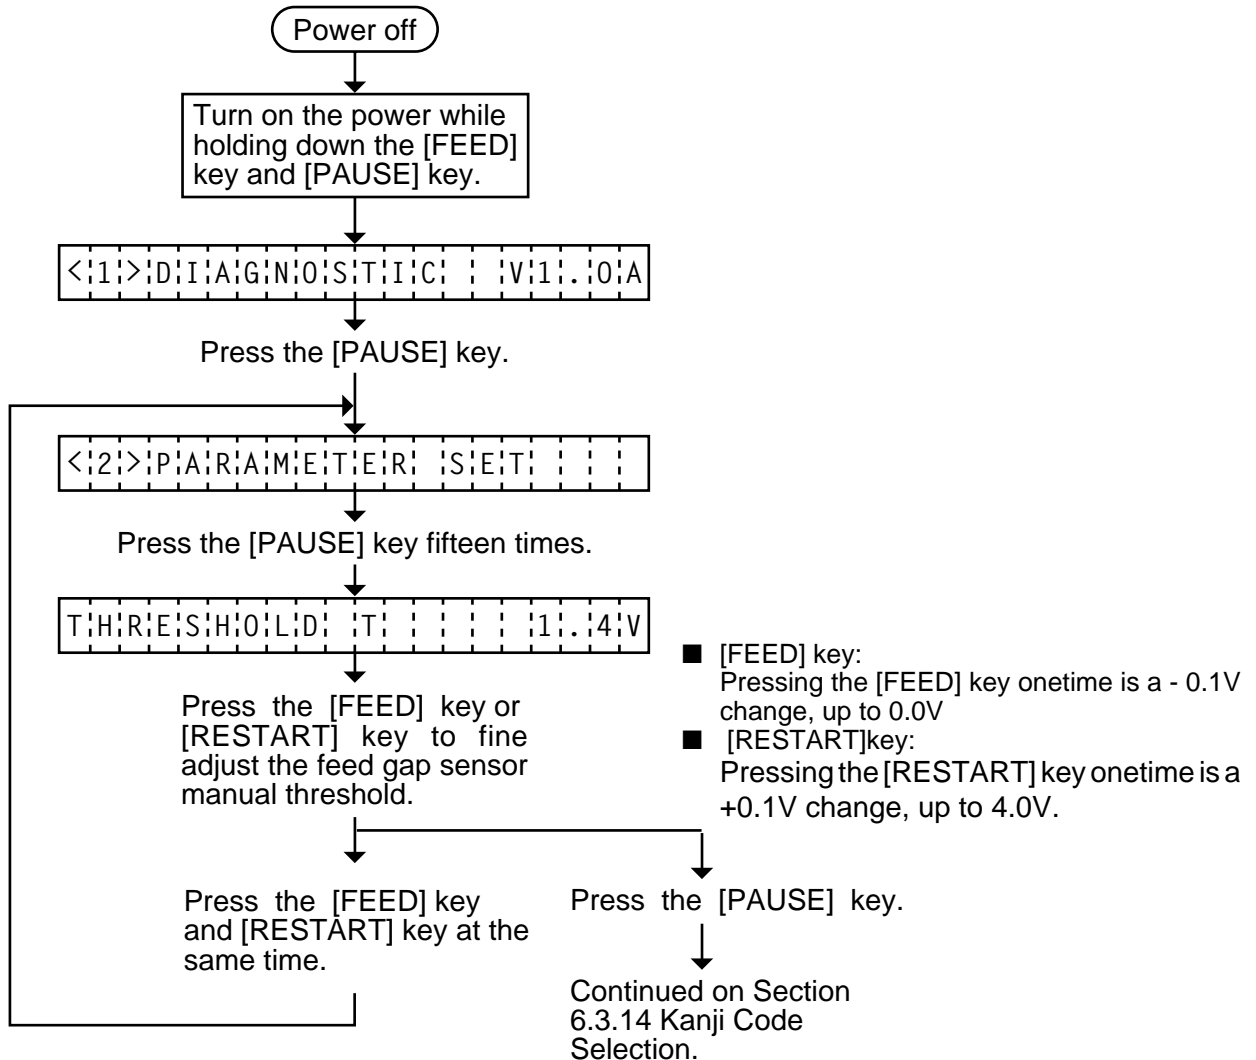 Power off
Turn on the power while
holding down the [FEED]
key and [PAUSE] key.
<1>DIAGNOSTIC  V1.0A
Press the [PAUSE] key.
<2>PARAMETER SET
Press the [PAUSE] key fifteen times.
THRESHOLD T     1.4V
Press the [FEED] key or
[RESTART] key to fine
adjust the feed gap sensor
manual threshold.
■ [FEED] key:
Pressing the [FEED] key onetime is a - 0.1V
change, up to 0.0V
■ [RESTART]key:
Pressing the [RESTART] key onetime is a
+0.1V change, up to 4.0V.
Press the [FEED] key
and [RESTART] key at the
same time.
Press the [PAUSE] key.
Continued on Section
6.3.14 Kanji Code
Selection.